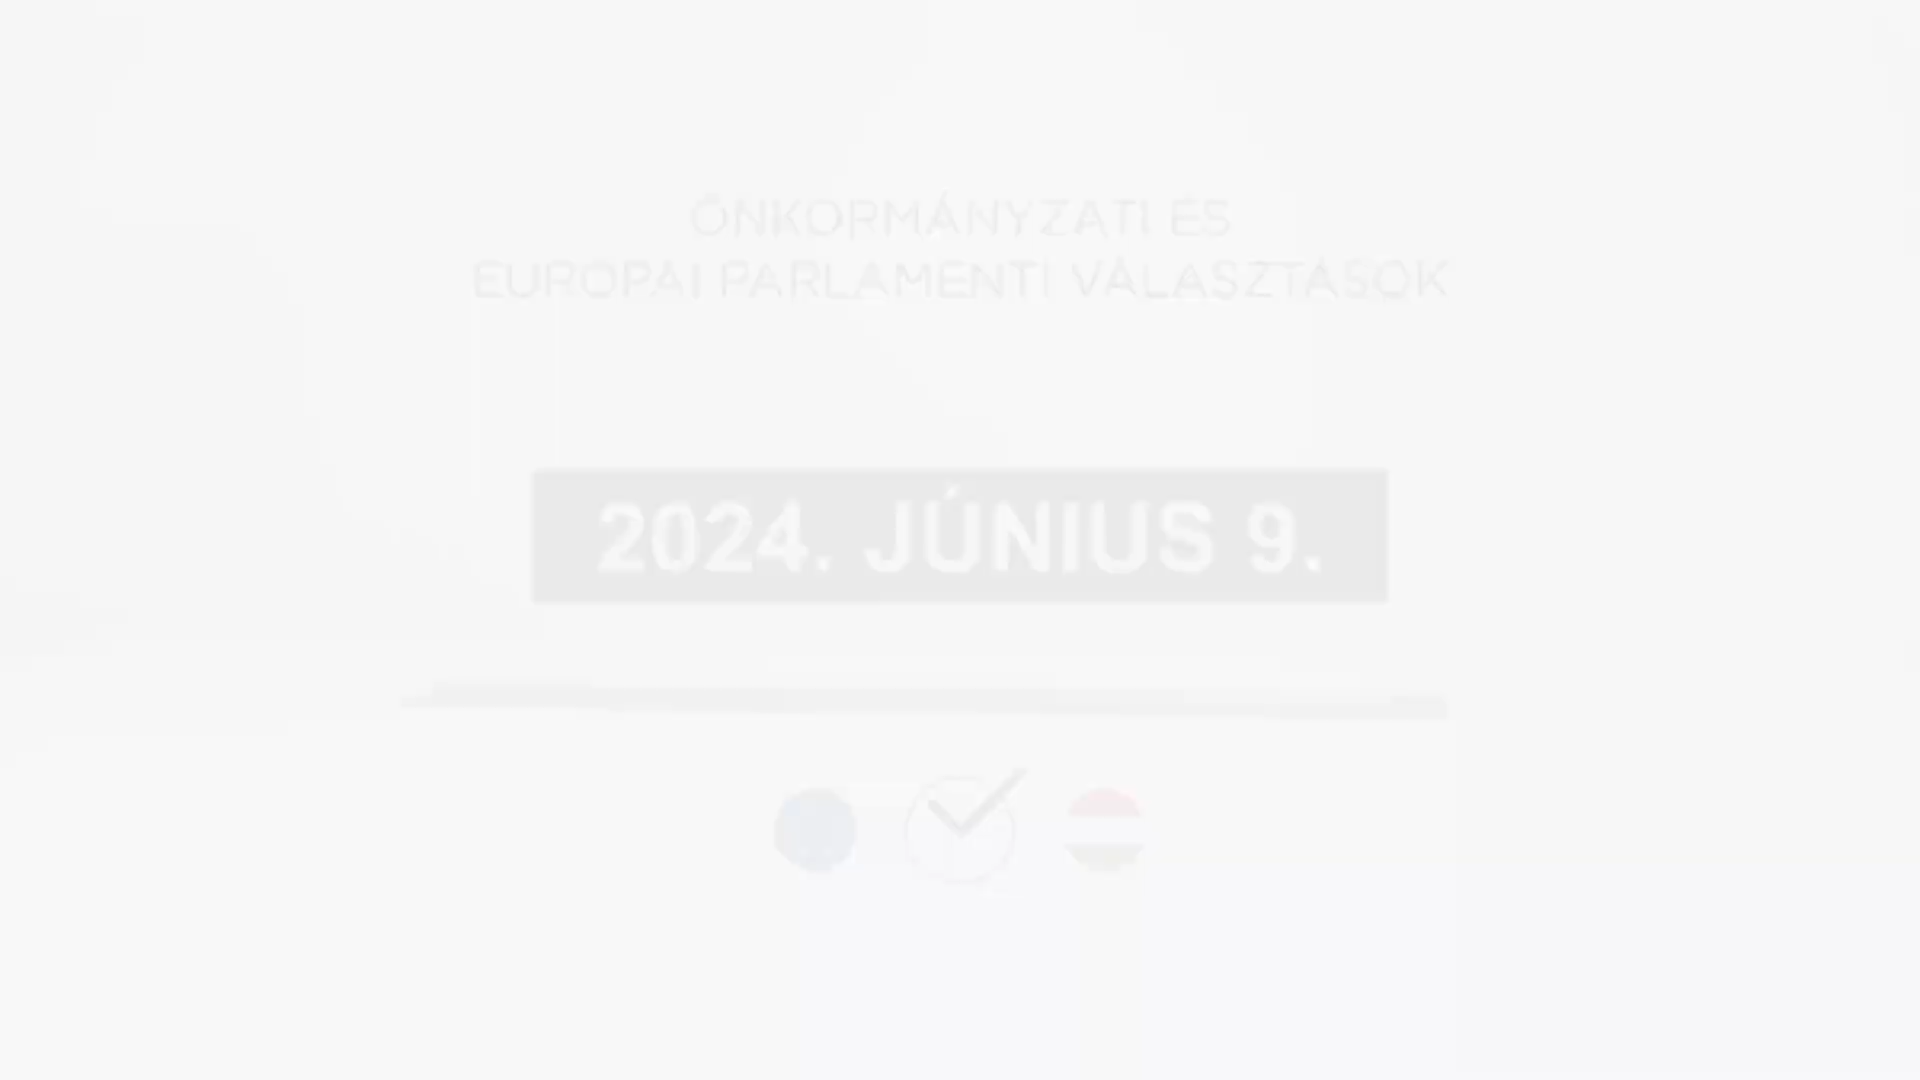 ÖNKORMÁNYZATI ÉS
EURÓPAI PARLAMENTI VÁLASZTÁSOK
2024. JÚNIUS 9.